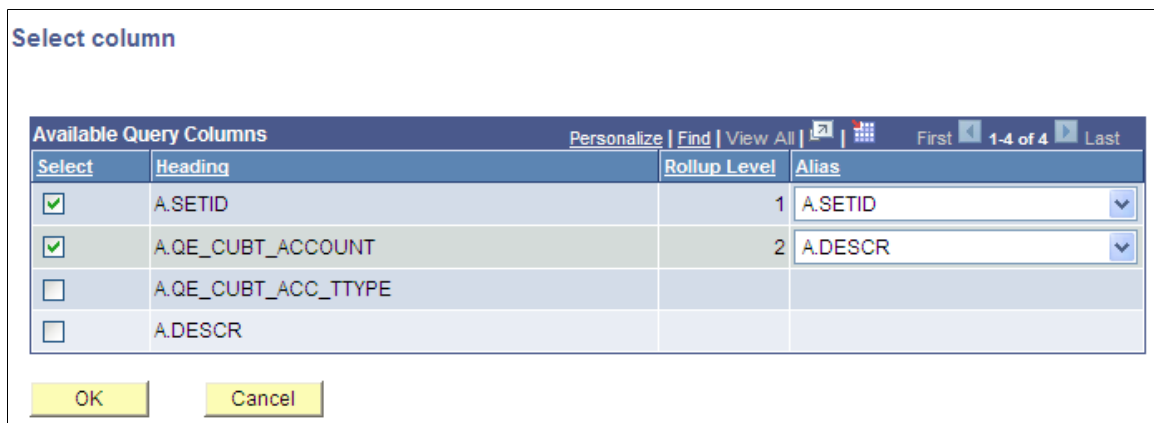 Select column
Available Query Columns Personalize | Find | View All | | First 1-4 of 4 Last
Select Heading Rollup Level Alias
A.SETID 1 A.SETID
A.QE_CUBT_ACCOUNT 2 A.DESCR
A.QE_CUBT_ACC_TTYPE
A.DESCR
OK Cancel